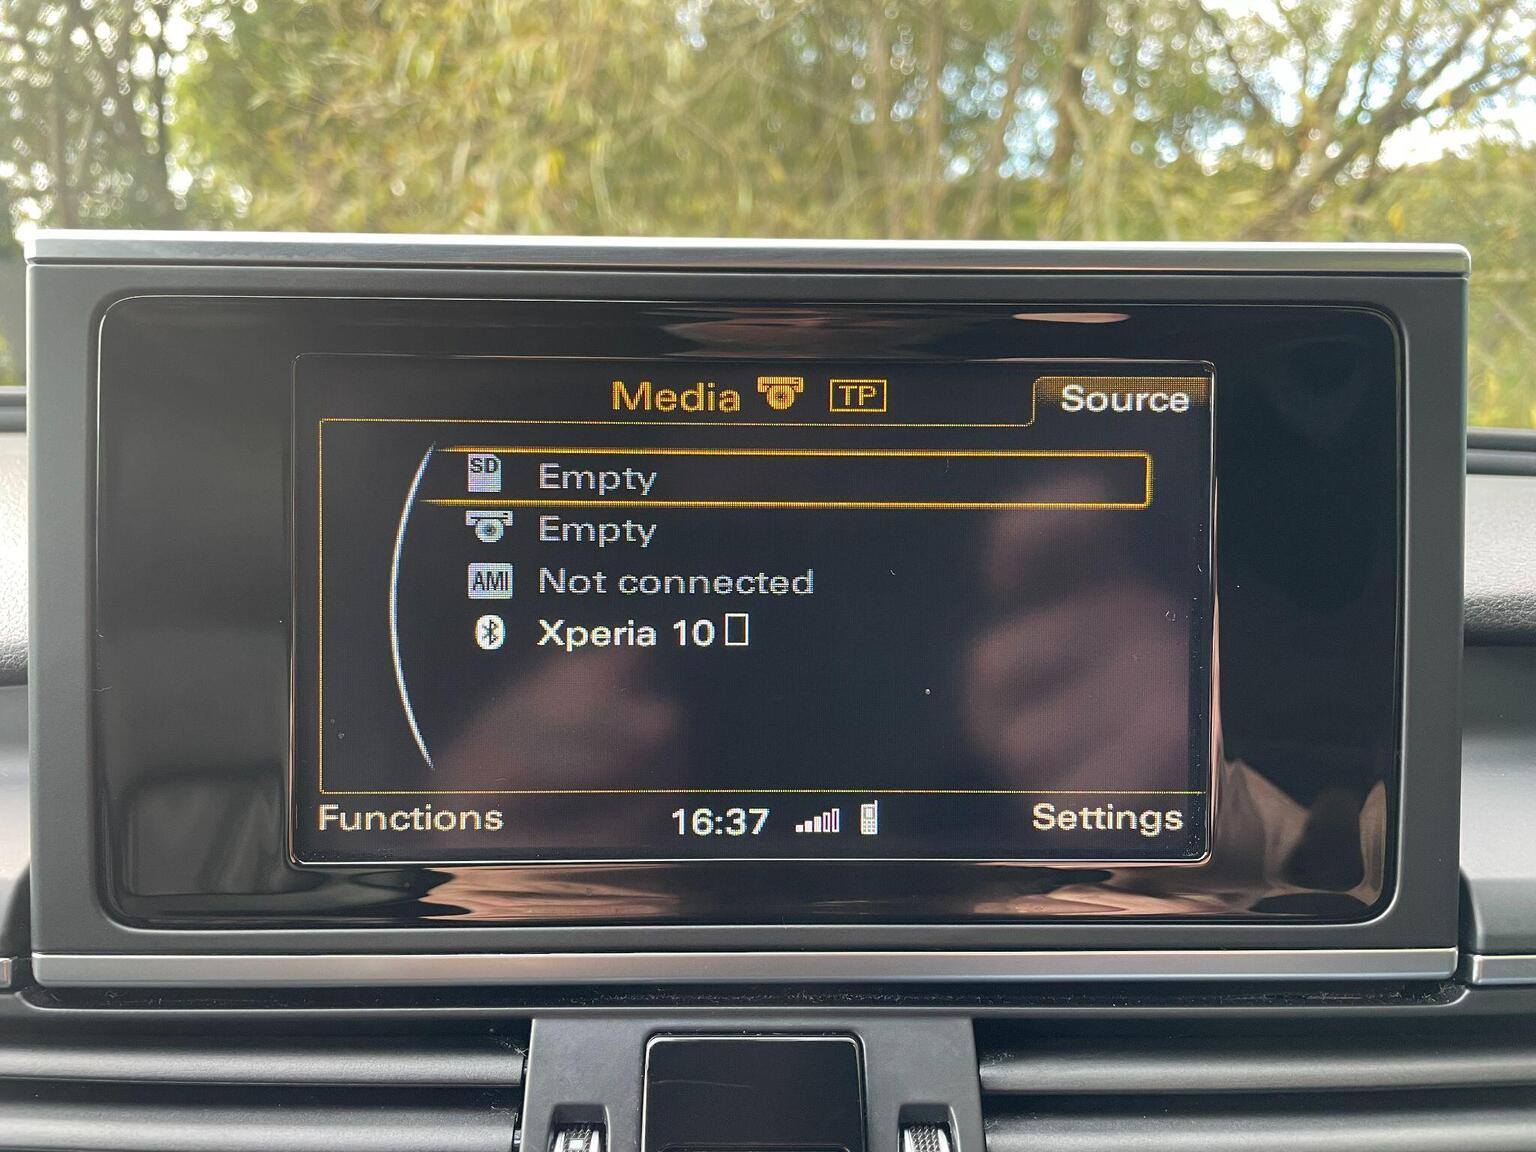 Media TP Source
SD Empty
Empty
AMI Not connected
Xperia 10 
Functions 16:37 Settings